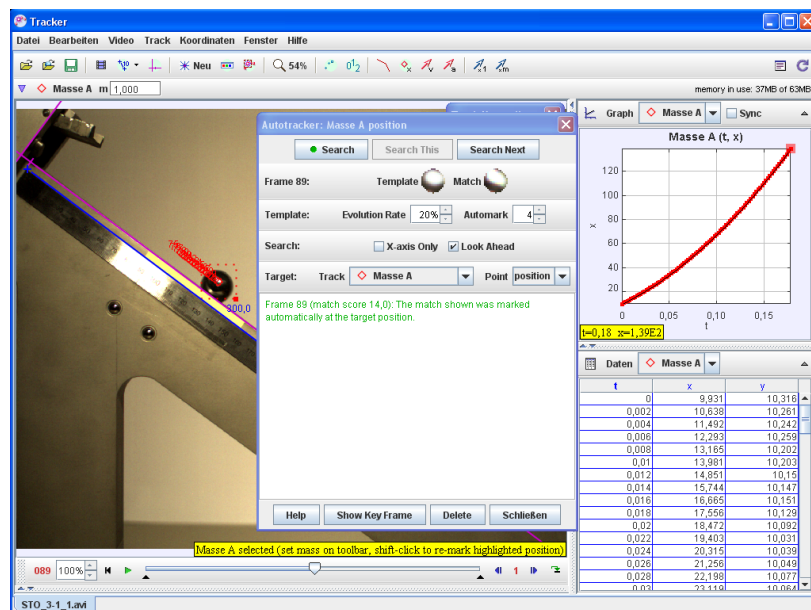 Tracker
Datei Bearbeiten Video Track Koordinaten Fenster Hilfe
Neu 54%
Masse A m 1,000
memory in use: 37MB of 63MB
Autotracker: Masse A position
Search Search This Search Next
Frame 89: Template Match
Template: Evolution Rate 20% Automark 4
Search: X-axis Only Look Ahead
Target: Track Masse A Point position
Frame 89 (match score 14,0): The match shown was marked
automatically at the target position.
Help Show Key Frame Delete Schließen
300,0
Masse A selected (set mass on toolbar, shift-click to re-mark highlighted position)
089 100% 1
STO_3-1_1.avi
Graph Masse A Sync
Masse A (t, x)
120
100
80
60
40
20
x
0 0,05 0,10 0,15
t
t=0,18 x=1,39E2
Daten Masse A
t x y
0 9,931 10,316
0,002 10,638 10,261
0,004 11,492 10,242
0,006 12,293 10,259
0,008 13,165 10,202
0,01 13,981 10,203
0,012 14,851 10,15
0,014 15,744 10,147
0,016 16,665 10,151
0,018 17,556 10,129
0,02 18,472 10,092
0,022 19,403 10,031
0,024 20,315 10,039
0,026 21,256 10,049
0,028 22,198 10,077
0,03 23,119 10,064